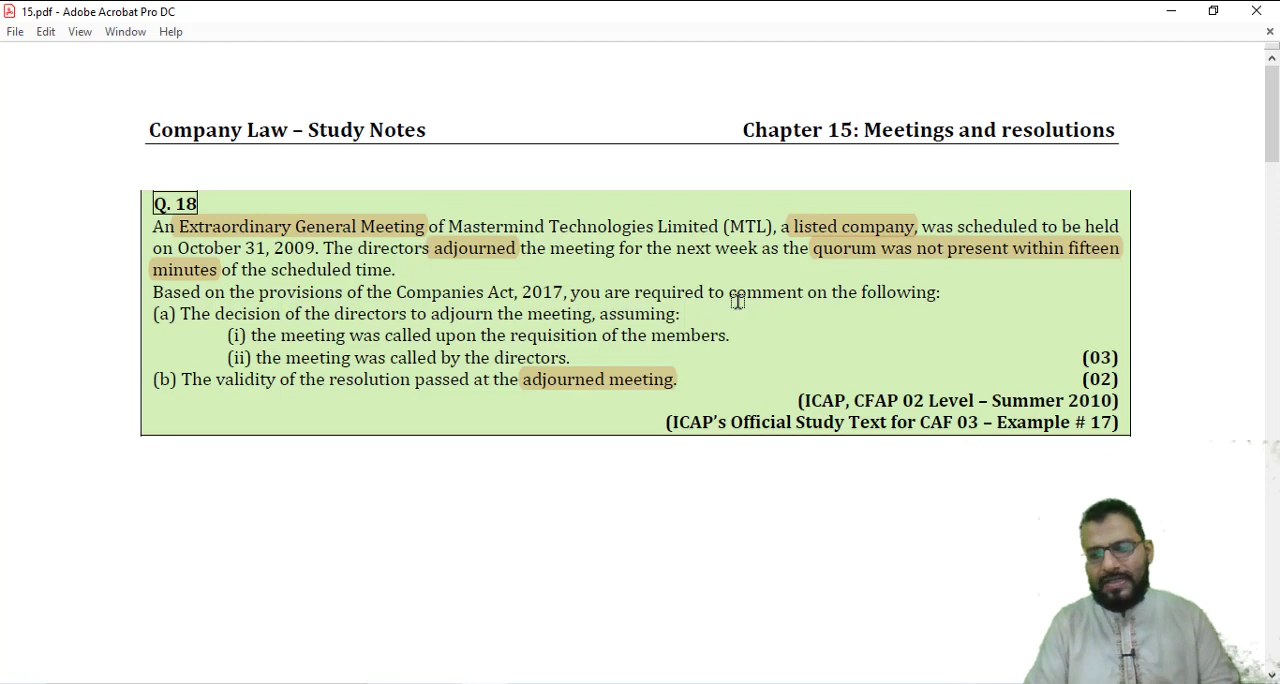 15.pdf - Adobe Acrobat Pro DC
File Edit View Window Help
Company Law – Study Notes Chapter 15: Meetings and resolutions
Q. 18
An Extraordinary General Meeting of Mastermind Technologies Limited (MTL), a listed company, was scheduled to be held
on October 31, 2009. The directors adjourned the meeting for the next week as the quorum was not present within fifteen
minutes of the scheduled time.
Based on the provisions of the Companies Act, 2017, you are required to comment on the following:
(a) The decision of the directors to adjourn the meeting, assuming:
(i) the meeting was called upon the requisition of the members.
(ii) the meeting was called by the directors. (03)
(b) The validity of the resolution passed at the adjourned meeting. (02)
(ICAP, CFAP 02 Level – Summer 2010)
(ICAP’s Official Study Text for CAF 03 – Example # 17)